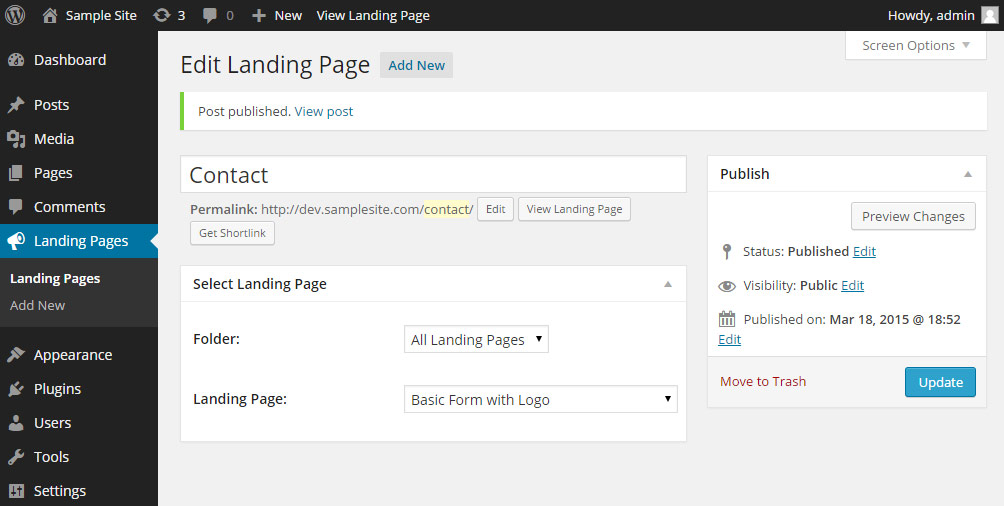 Sample Site 3 0 New View Landing Page Howdy, admin
Dashboard
Posts
Media
Pages
Comments
Landing Pages
Landing Pages
Add New
Appearance
Plugins
Users
Tools
Settings
Screen Options
Edit Landing Page Add New
Post published. View post
Contact
Permalink: http://dev.samplesite.com/contact/ Edit View Landing Page
Get Shortlink
Select Landing Page
Folder: All Landing Pages
Landing Page: Basic Form with Logo
Publish
Preview Changes
Status: Published Edit
Visibility: Public Edit
Published on: Mar 18, 2015 @ 18:52
Edit
Move to Trash Update